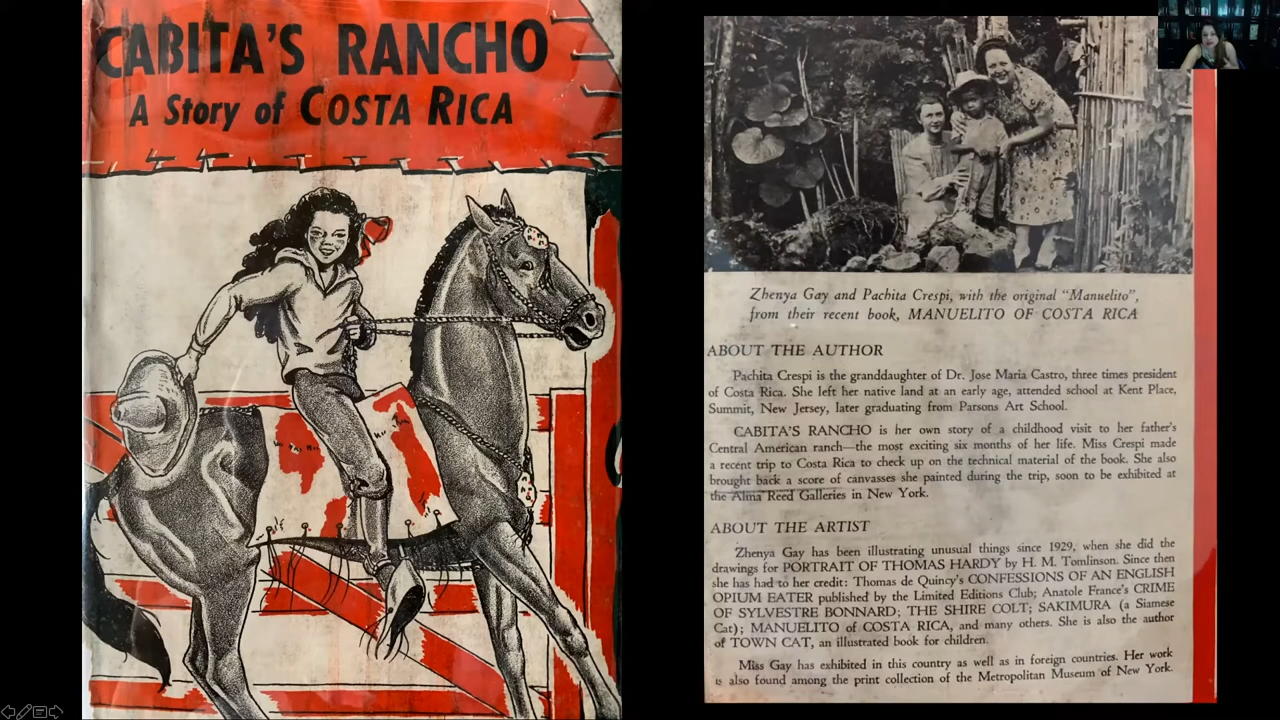 CABITA'S RANCHO
A Story of COSTA RICA
Zhenya Gay and Pachita Crespi, with the original "Manuelito",
from their recent book, MANUELITO OF COSTA RICA
ABOUT THE AUTHOR
Pachita Crespi is the granddaughter of Dr. Jose Maria Castro, three times president
of Costa Rica. She left her native land at an early age, attended school at Kent Place,
Summit, New Jersey, later graduating from Parsons Art School.
CABITA'S RANCHO is her own story of a childhood visit to her father's
Central American ranch—the most exciting six months of her life. Miss Crespi made
a recent trip to Costa Rica to check up on the technical material of the book. She also
brought back a score of canvasses she painted during the trip, soon to be exhibited at
the Alma Reed Galleries in New York.
ABOUT THE ARTIST
Zhenya Gay has been illustrating unusual things since 1929, when she did the
drawings for PORTRAIT OF THOMAS HARDY by H. M. Tomlinson. Since then
she has had to her credit: Thomas de Quincy's CONFESSIONS OF AN ENGLISH
OPIUM EATER published by the Limited Editions Club; Anatole France's CRIME
OF SYLVESTRE BONNARD; THE SHIRE COLT; SAKIMURA (a Siamese
Cat); MANUELITO of COSTA RICA, and many others. She is also the author
of TOWN CAT, an illustrated book for children.
Miss Gay has exhibited in this country as well as in foreign countries. Her work
is also found among the print collection of the Metropolitan Museum of New York.